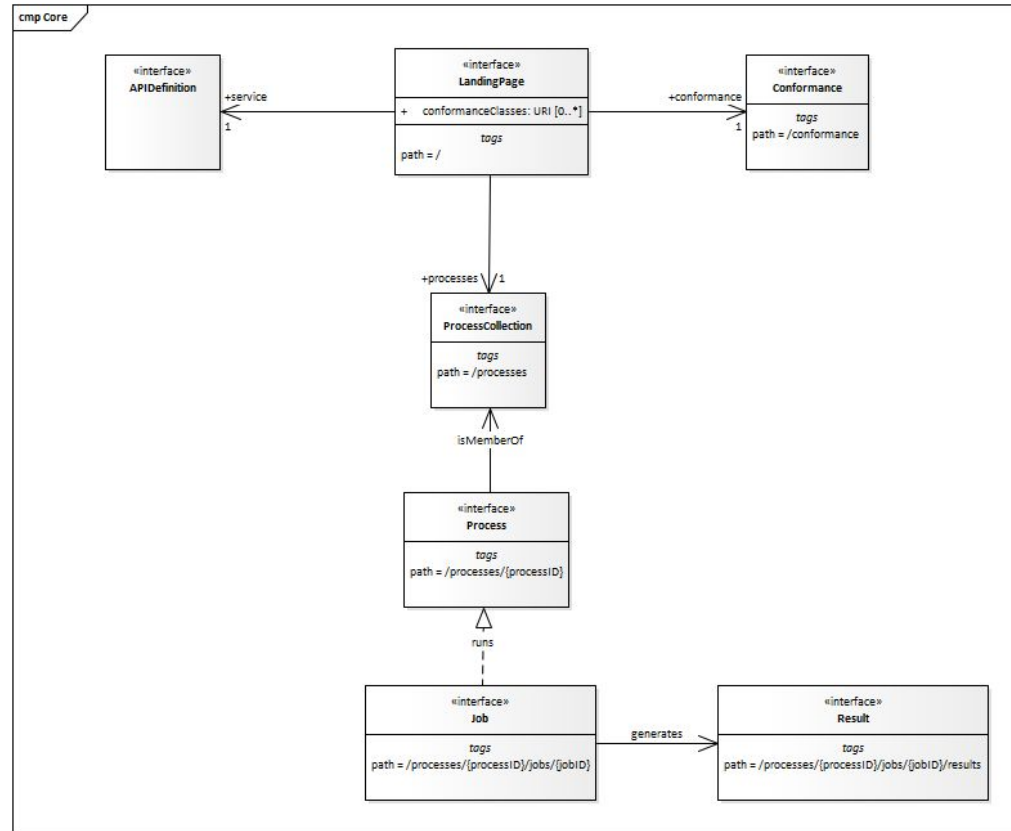 cmp Core
«interface»
APIDefinition
+service
1
«interface»
LandingPage
+ conformanceClasses: URI [0..*]
tags
path = /
+conformance
1
«interface»
Conformance
tags
path = /conformance
+processes
1
«interface»
ProcessCollection
tags
path = /processes
isMemberOf
«interface»
Process
tags
path = /processes/{processID}
runs
«interface»
Job
tags
path = /processes/{processID}/jobs/{jobID}
generates
«interface»
Result
tags
path = /processes/{processID}/jobs/{jobID}/results